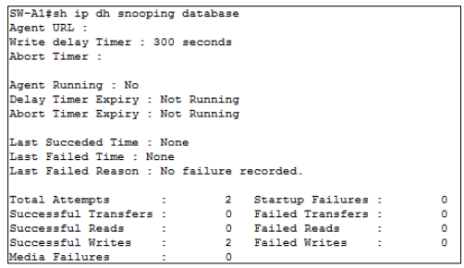 SW-A1#sh ip dh snooping database
Agent URL :
Write delay Timer : 300 seconds
Abort Timer :
Agent Running : No
Delay Timer Expiry : Not Running
Abort Timer Expiry : Not Running
Last Succeded Time : None
Last Failed Time : None
Last Failed Reason : No failure recorded.
Total Attempts : 2 Startup Failures : 0
Successful Transfers : 0 Failed Transfers : 0
Successful Reads : 0 Failed Reads : 0
Successful Writes : 2 Failed Writes : 0
Media Failures : 0